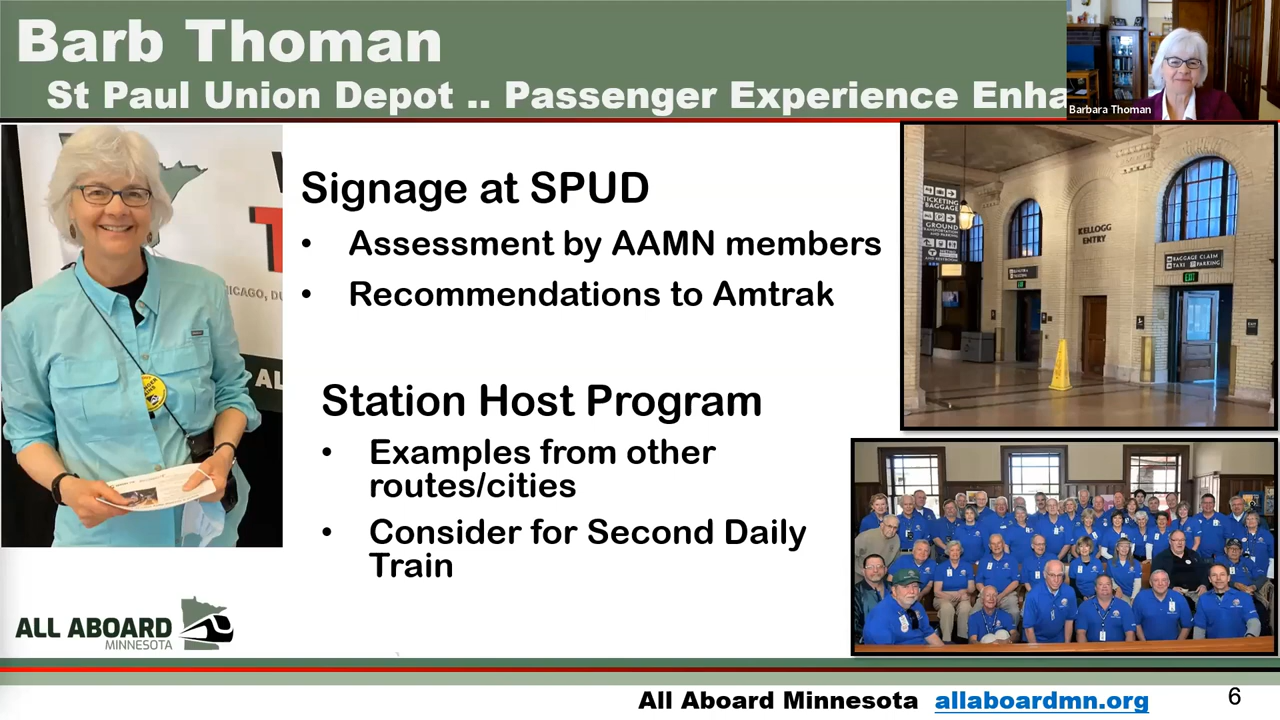 Barb Thoman
St Paul Union Depot .. Passenger Experience Enha
Barbara Thoman
Signage at SPUD
• Assessment by AAMN members
• Recommendations to Amtrak
Station Host Program
• Examples from other
routes/cities
• Consider for Second Daily
Train
TICKETING
BAGGAGE
GROUND
KELLOGG
ENTRY
BAGGAGE CLAIM
TAXI PARKING
EXIT
ALL ABOARD
MINNESOTA
All Aboard Minnesota allaboardmn.org
6